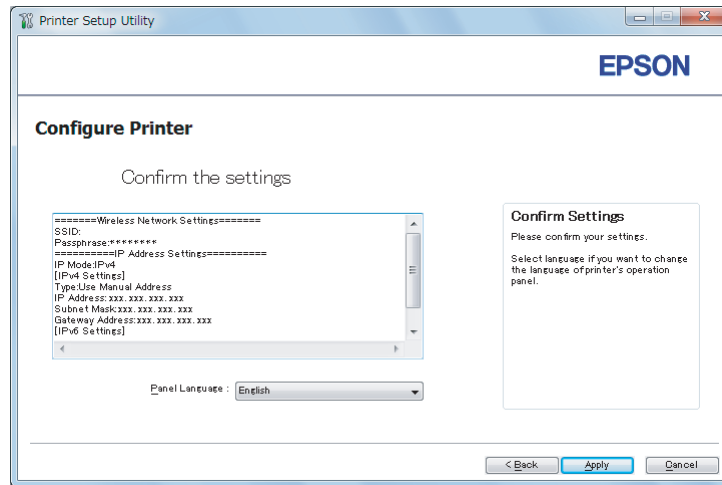 Printer Setup Utility
EPSON
Configure Printer
Confirm the settings
=======Wireless Network Settings=======
SSID:
Passphrase:********
==========IP Address Settings==========
IP Mode:IPv4
[IPv4 Settings]
Type:Use Manual Address
IP Address:xxx.xxx.xxx.xxx
Subnet Mask:xxx.xxx.xxx.xxx
Gateway Address:xxx.xxx.xxx.xxx
[IPv6 Settings]
Panel Language : English
Confirm Settings
Please confirm your settings.
Select language if you want to change
the language of printer's operation
panel.
< Back Apply Cancel